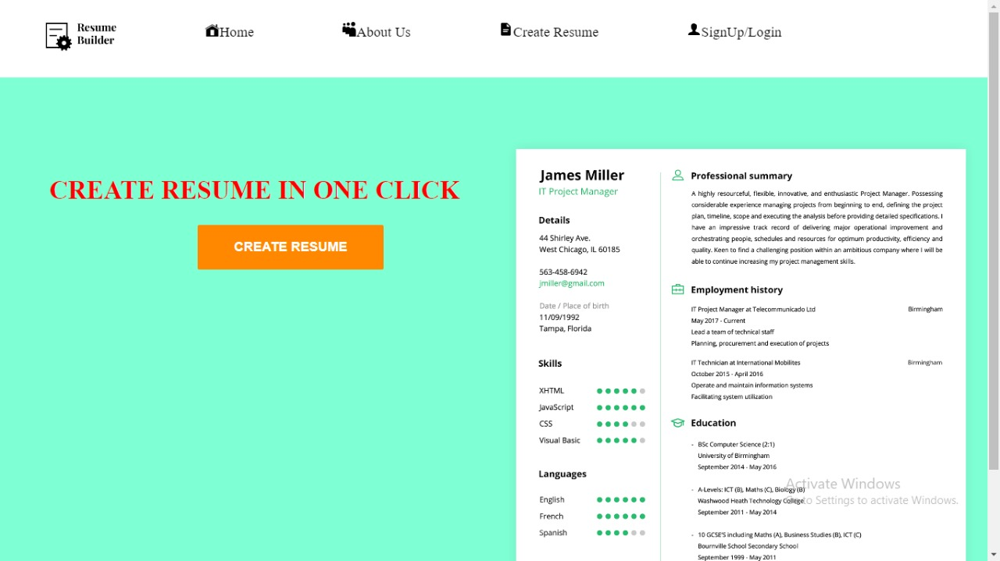 Resume
Builder
Home
About Us
Create Resume
SignUp/Login
CREATE RESUME IN ONE CLICK
CREATE RESUME
James Miller
IT Project Manager
Details
44 Shirley Ave.
West Chicago, IL 60185
563-458-6942
jmiller@gmail.com
Date / Place of birth
11/09/1992
Tampa, Florida
Skills
XHTML
JavaScript
CSS
Visual Basic
Languages
English
French
Spanish
Professional summary
A highly resourceful, flexible, innovative, and enthusiastic Project Manager. Possessing
considerable experience managing projects from beginning to end, defining the project
plan, timeline, scope and executing the analysis before providing detailed specifications. I
have an impressive track record of delivering major operational improvement and
orchestrating people, schedules and resources for optimum productivity, efficiency and
quality. Keen to find a challenging position within an ambitious company where I will be
able to continue increasing my project management skills.
Employment history
IT Project Manager at Telecommunicado Ltd Birmingham
May 2017 - Current
Lead a team of technical staff
Planning, procurement and execution of projects
IT Technician at International Mobilites Birmingham
October 2015 - April 2016
Operate and maintain information systems
Facilitating system utilization
Education
- BSc Computer Science (2:1)
University of Birmingham
September 2014 - May 2016
- A-Levels: ICT (B), Maths (C), Biology (B)
Washwood Heath Technology College
September 2011 - May 2014
- 10 GCSE'S including Maths (A), Business Studies (B), ICT (C)
Bournville School Secondary School
September 1999 - May 2011
Activate Windows
Go to Settings to activate Windows.